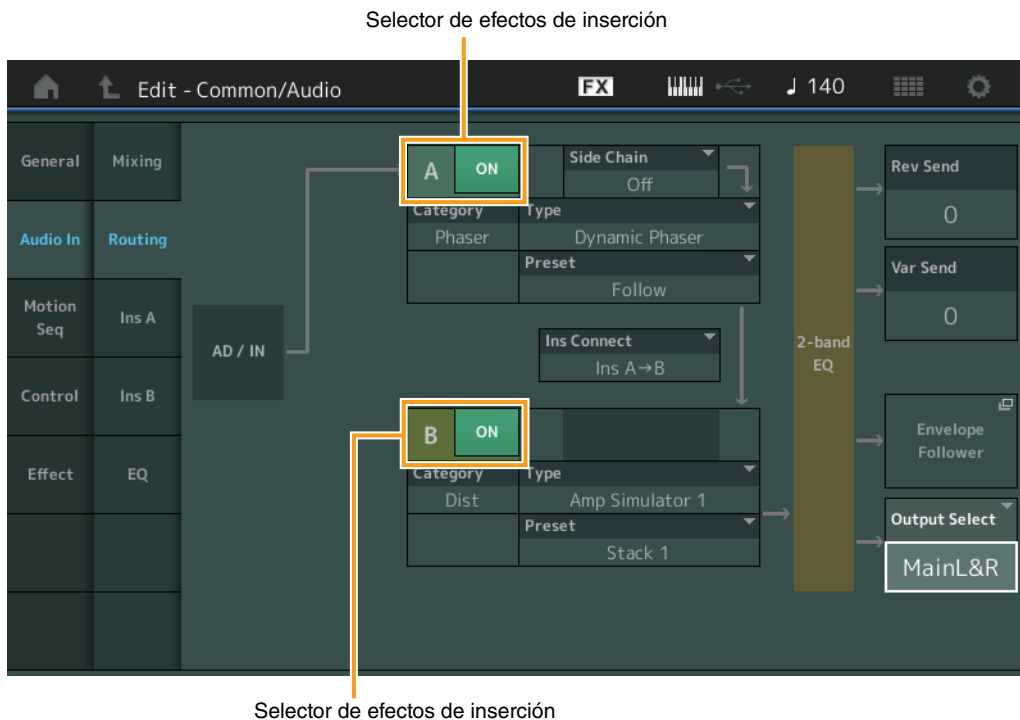 Selector de efectos de inserción
Edit - Common/Audio
FX
140
General
Mixing
Audio In
Routing
Motion
Seq
Ins A
Control
Ins B
Effect
EQ
AD / IN
A
ON
Side Chain
Off
Category
Phaser
Type
Dynamic Phaser
Preset
Follow
Ins Connect
Ins A→B
B
ON
Category
Dist
Type
Amp Simulator 1
Preset
Stack 1
2-band
EQ
Rev Send
0
Var Send
0
Envelope
Follower
Output Select
MainL&R
Selector de efectos de inserción